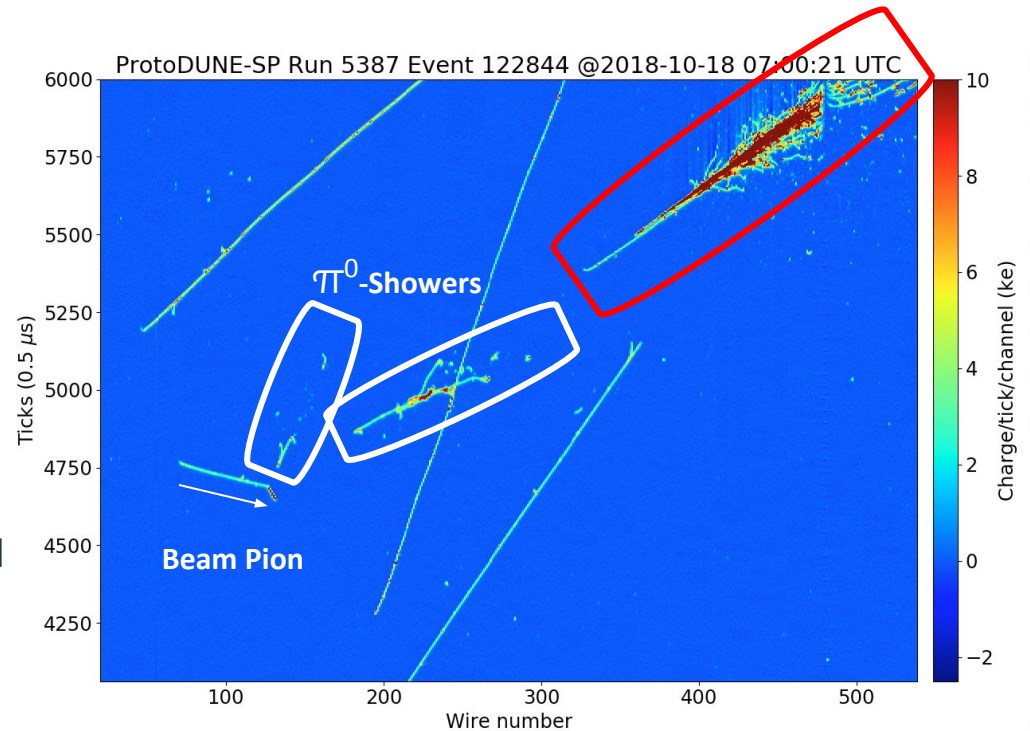 ProtoDUNE-SP Run 5387 Event 122844 @2018-10-18 07:00:21 UTC
6000
5750
5500
5250
5000
4750
4500
4250
Ticks (0.5 μs)
π⁰-Showers
Beam Pion
100 200 300 400 500
Wire number
10
8
6
4
2
0
−2
Charge/tick/channel (ke)